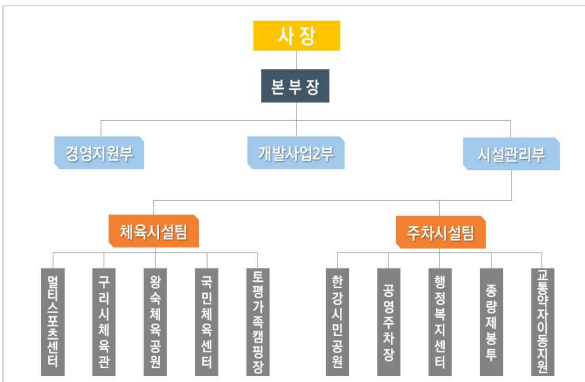 사 장
본 부 장
경영지원부
개발사업2부
시설관리부
체육시설팀
주차시설팀
멀티스포츠센터
구리시체육관
왕숙체육공원
국민체육센터
토평가족캠핑장
한강시민공원
공영주차장
행정복지센터
종량제봉투
교통약자이동지원